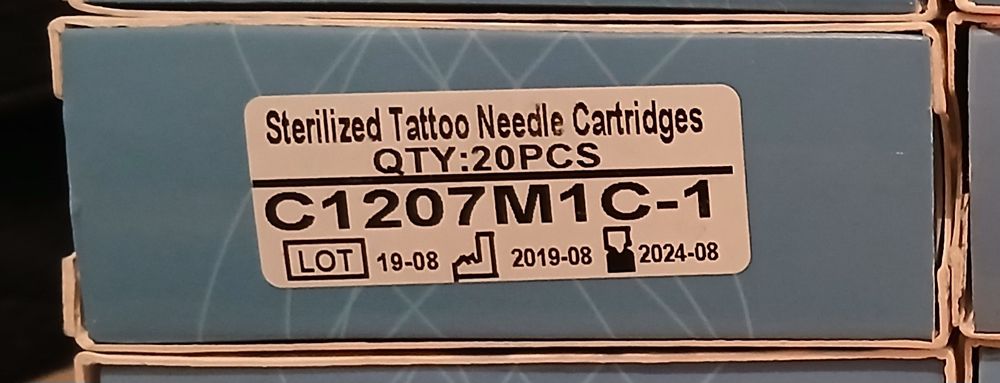 Sterilized Tattoo Needle Cartridges
QTY:20PCS
C1207M1C-1
LOT 19-08 2019-08 2024-08